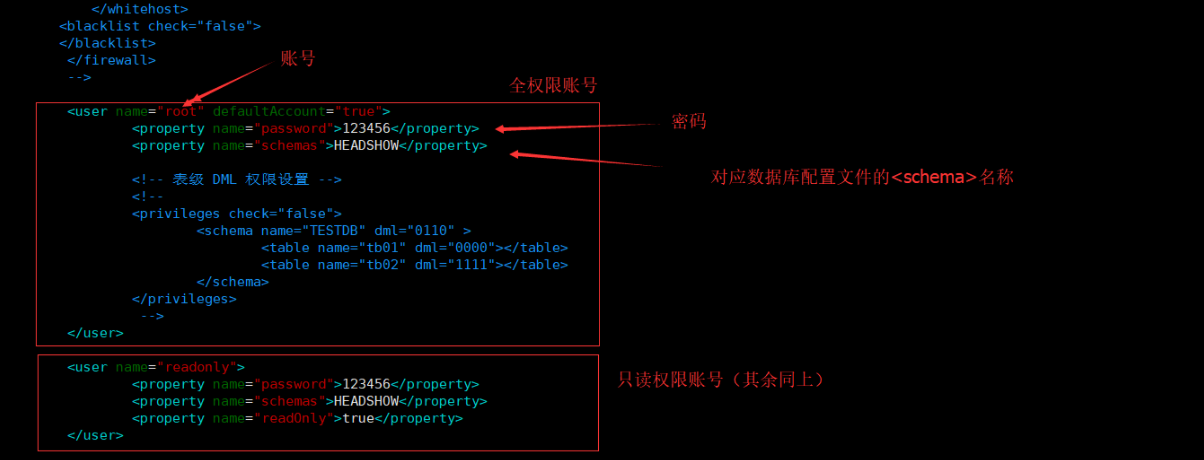 </whitehost>
<blacklist check="false">
</blacklist>
</firewall>
-->
账号
全权限账号
<user name="root" defaultAccount="true">
<property name="password">123456</property>
密码
<property name="schemas">HEADSHOW</property>
对应数据库配置文件的<schema>名称
<!-- 表级 DML 权限设置 -->
<!--
<privileges check="false">
<schema name="TESTDB" dml="0110" >
<table name="tb01" dml="0000"></table>
<table name="tb02" dml="1111"></table>
</schema>
</privileges>
-->
</user>
<user name="readonly">
只读权限账号（其余同上）
<property name="password">123456</property>
<property name="schemas">HEADSHOW</property>
<property name="readOnly">true</property>
</user>